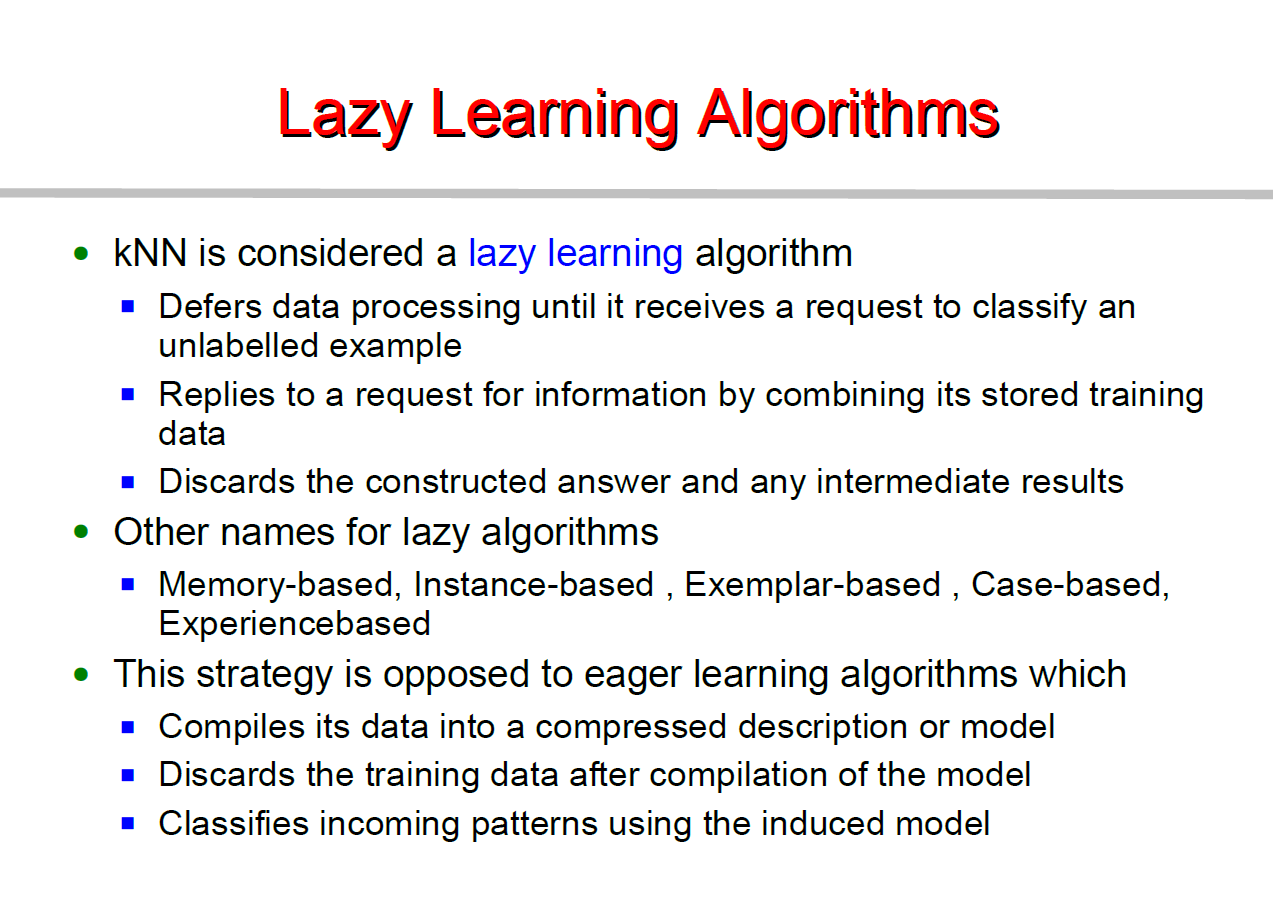 Lazy Learning Algorithms
kNN is considered a lazy learning algorithm
Defers data processing until it receives a request to classify an
unlabelled example
Replies to a request for information by combining its stored training
data
Discards the constructed answer and any intermediate results
Other names for lazy algorithms
Memory-based, Instance-based , Exemplar-based , Case-based,
Experiencebased
This strategy is opposed to eager learning algorithms which
Compiles its data into a compressed description or model
Discards the training data after compilation of the model
Classifies incoming patterns using the induced model